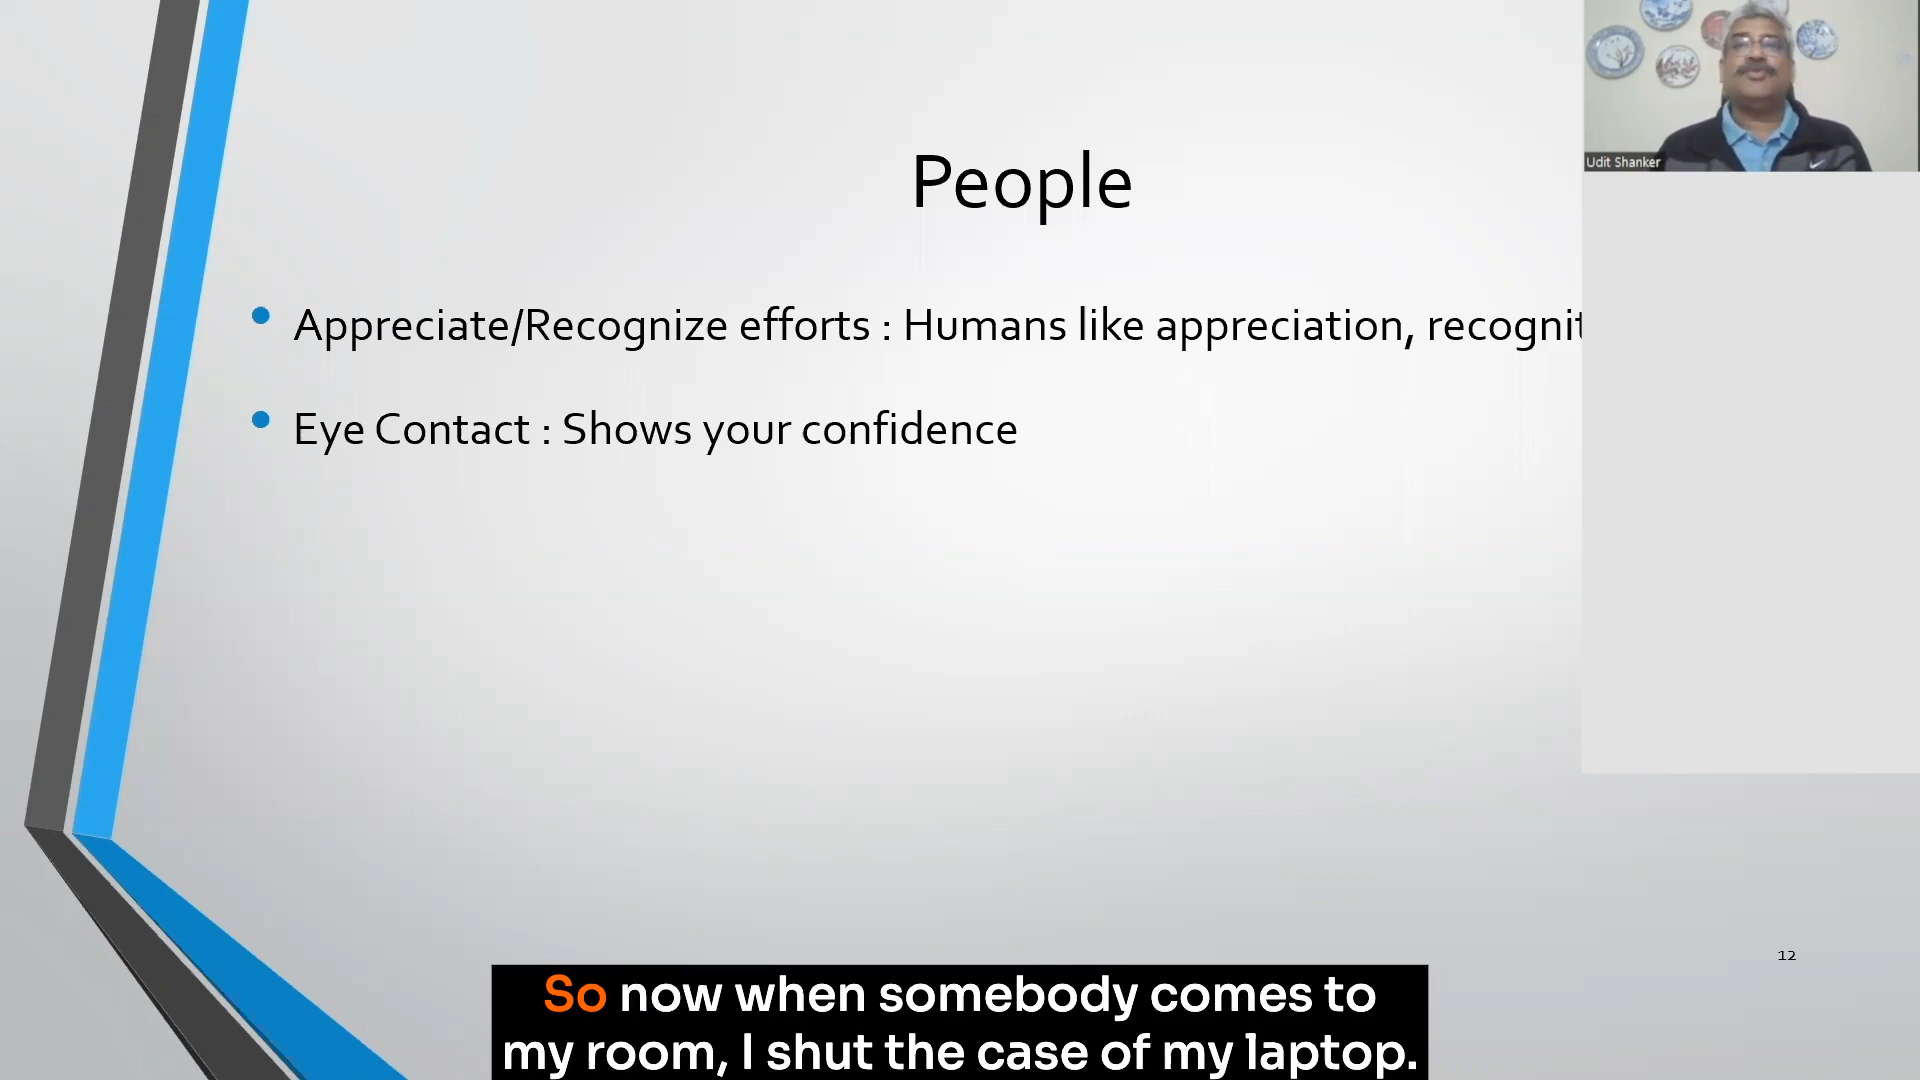 Udit Shanker
People
Appreciate/Recognize efforts : Humans like appreciation, recognit
Eye Contact : Shows your confidence
12
So now when somebody comes to
my room, I shut the case of my laptop.